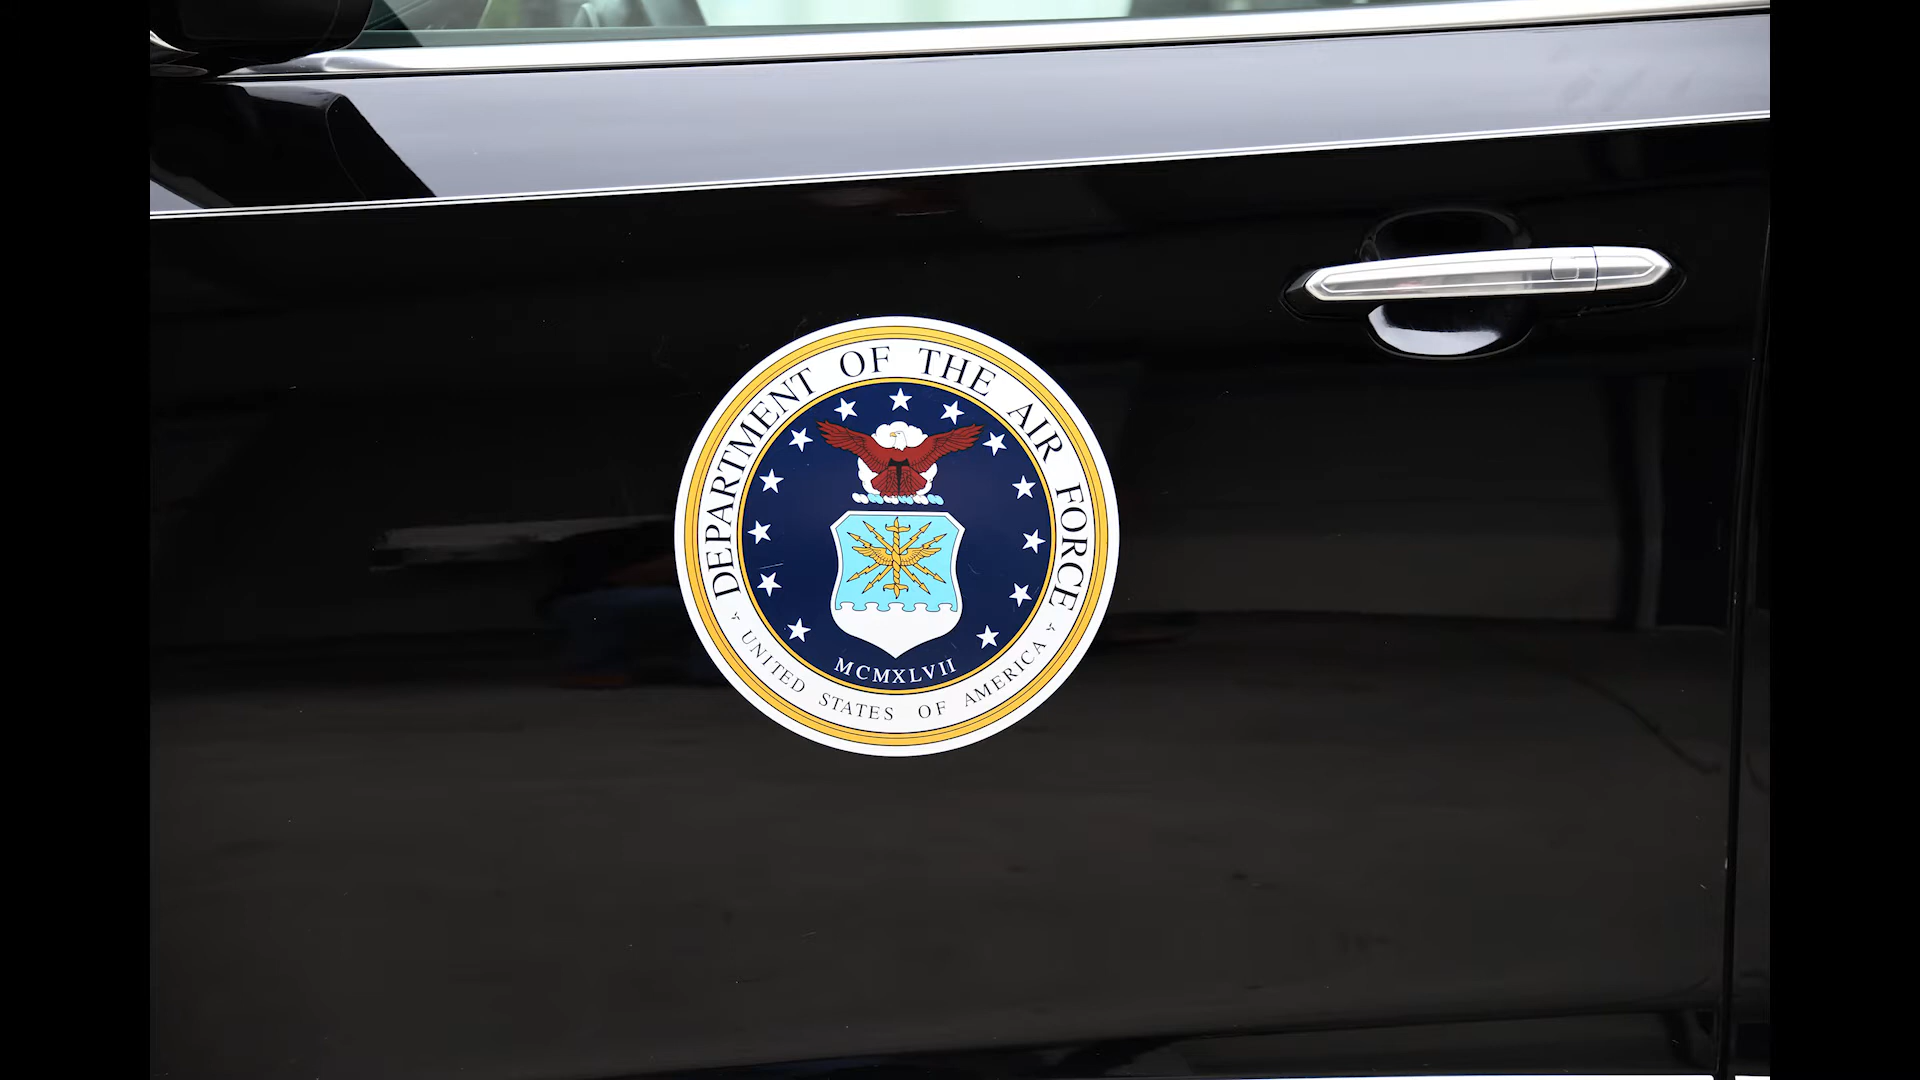 DEPARTMENT OF THE AIR FORCE
MCMXLVII
UNITED STATES OF AMERICA